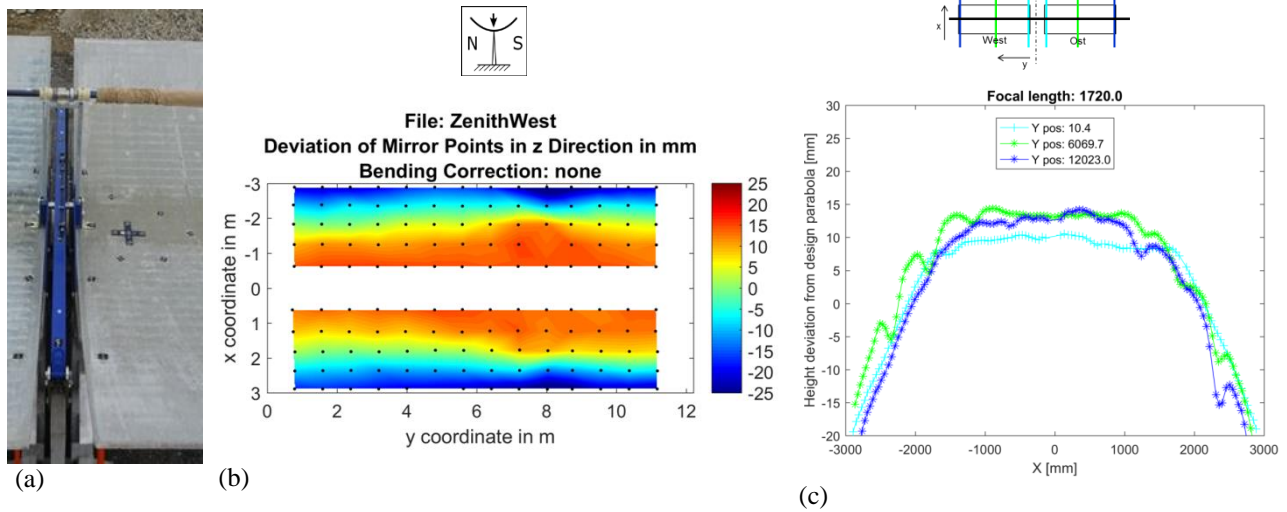 N S
File: ZenithWest
Deviation of Mirror Points in z Direction in mm
Bending Correction: none
-3
-2
-1
0
1
2
3
x coordinate in m
0 2 4 6 8 10 12
y coordinate in m
25
20
15
10
5
0
-5
-10
-15
-20
-25
x
West Ost
y
Focal length: 1720.0
Y pos: 10.4
Y pos: 6069.7
Y pos: 12023.0
30
25
20
15
10
5
0
-5
-10
-15
-20
Height deviation from design parabola [mm]
-3000 -2000 -1000 0 1000 2000 3000
X [mm]
(a) (b) (c)